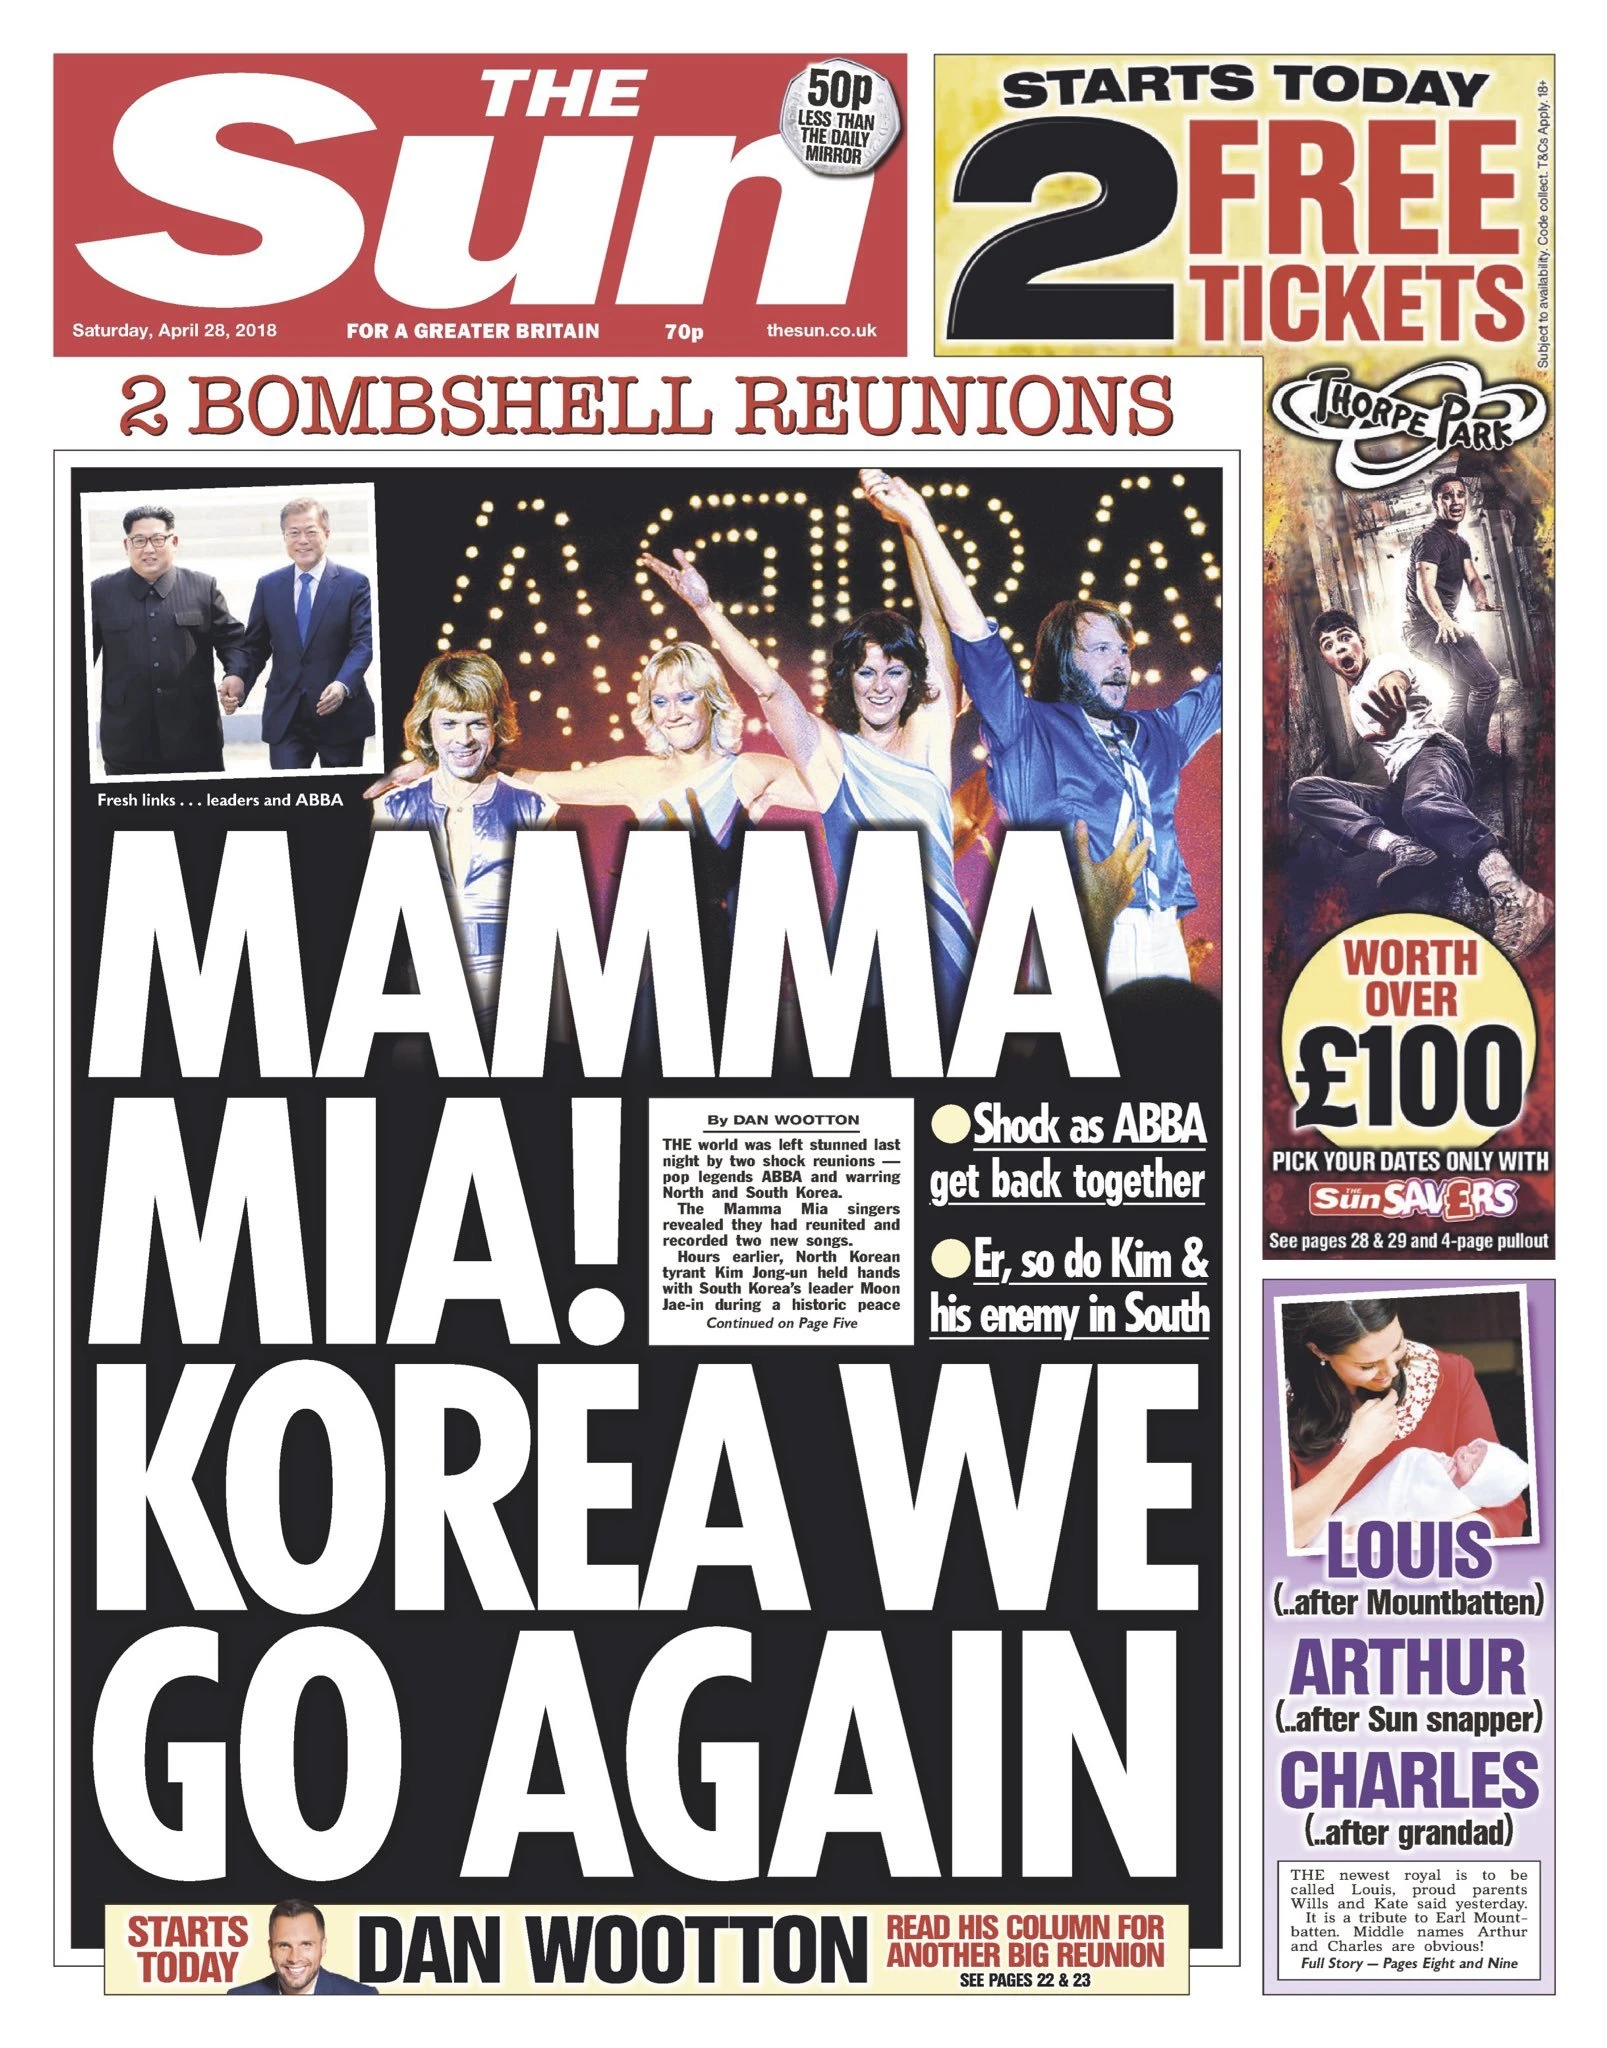 THE
Sun
50p
LESS THAN
THE DAILY
MIRROR
Saturday, April 28, 2018
FOR A GREATER BRITAIN
70p
thesun.co.uk
STARTS TODAY
2 FREE
TICKETS
Subject to availability. Code collect. T&Cs Apply. 18+
THORPE PARK
WORTH
OVER
£100
PICK YOUR DATES ONLY WITH
THE Sun SAVERS
See pages 28 & 29 and 4-page pullout
2 BOMBSHELL REUNIONS
ABBA
Fresh links . . . leaders and ABBA
MAMMA
MIA!
KOREA WE
GO AGAIN
By DAN WOOTTON
THE world was left stunned last
night by two shock reunions —
pop legends ABBA and warring
North and South Korea.
The Mamma Mia singers
revealed they had reunited and
recorded two new songs.
Hours earlier, North Korean
tyrant Kim Jong-un held hands
with South Korea's leader Moon
Jae-in during a historic peace
Continued on Page Five
Shock as ABBA
get back together
Er, so do Kim &
his enemy in South
STARTS
TODAY
DAN WOOTTON
READ HIS COLUMN FOR
ANOTHER BIG REUNION
SEE PAGES 22 & 23
LOUIS
(..after Mountbatten)
ARTHUR
(..after Sun snapper)
CHARLES
(..after grandad)
THE newest royal is to be
called Louis, proud parents
Wills and Kate said yesterday.
It is a tribute to Earl Mount-
batten. Middle names Arthur
and Charles are obvious!
Full Story — Pages Eight and Nine